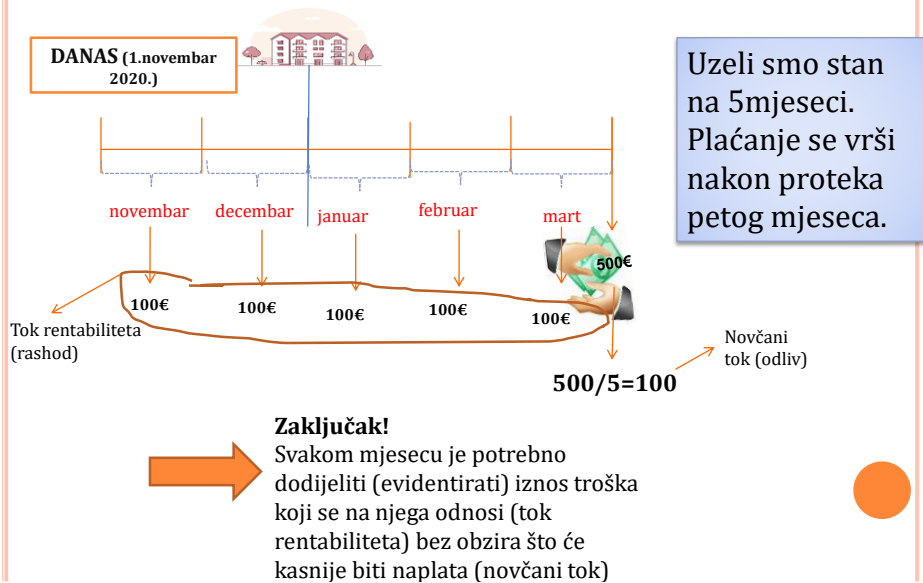 DANAS (1.novembar
2020.)
Uzeli smo stan
na 5mjeseci.
Plaćanje se vrši
nakon proteka
petog mjeseca.
novembar
decembar
januar
februar
mart
500€
100€
100€
100€
100€
100€
Tok rentabiliteta
(rashod)
Novčani
tok (odliv)
500/5=100
Zaključak!
Svakom mjesecu je potrebno
dodijeliti (evidentirati) iznos troška
koji se na njega odnosi (tok
rentabiliteta) bez obzira što će
kasnije biti naplata (novčani tok)